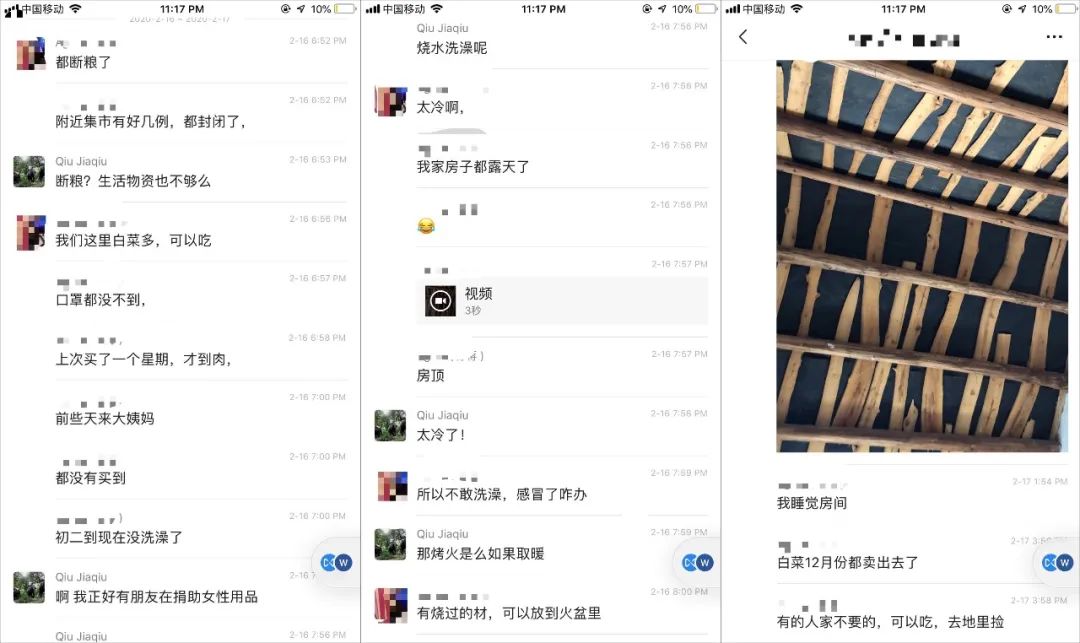 中国移动
11:17 PM
10%
2020-2-16 ~ 2020-2-17
2-16 6:52 PM
都断粮了
2-16 6:52 PM
附近集市有好几例，都封闭了，
Qiu Jiaqiu
2-16 6:53 PM
断粮？生活物资也不够么
2-16 6:56 PM
我们这里白菜多，可以吃
2-16 6:57 PM
口罩都没不到，
2-16 6:58 PM
上次买了一个星期，才到肉，
2-16 7:00 PM
前些天来大姨妈
2-16 7:00 PM
都没有买到
2-16 7:00 PM
初二到现在没洗澡了
Qiu Jiaqiu
2-16
啊 我正好有朋友在捐助女性用品
Qiu Jiaqiu
2-16 7:56 PM
中国移动
11:17 PM
10%
Qiu Jiaqiu
2-16 7:56 PM
烧水洗澡呢
2-16 7:56 PM
太冷啊，
2-16 7:56 PM
我家房子都露天了
2-16 7:56 PM
😂
2-16 7:57 PM
视频
3秒
2-16 7:57 PM
房顶
Qiu Jiaqiu
2-16 7:58 PM
太冷了！
2-16 7:59 PM
所以不敢洗澡，感冒了咋办
Qiu Jiaqiu
2-16 7:59 PM
那烤火是么如果取暖
W
2-16 8:00 PM
有烧过的材，可以放到火盆里
中国移动
11:17 PM
10%
2-17 1:54 PM
我睡觉房间
2-17
白菜12月份都卖出去了
W
2-17 3:58 PM
有的人家不要的，可以吃，去地里捡